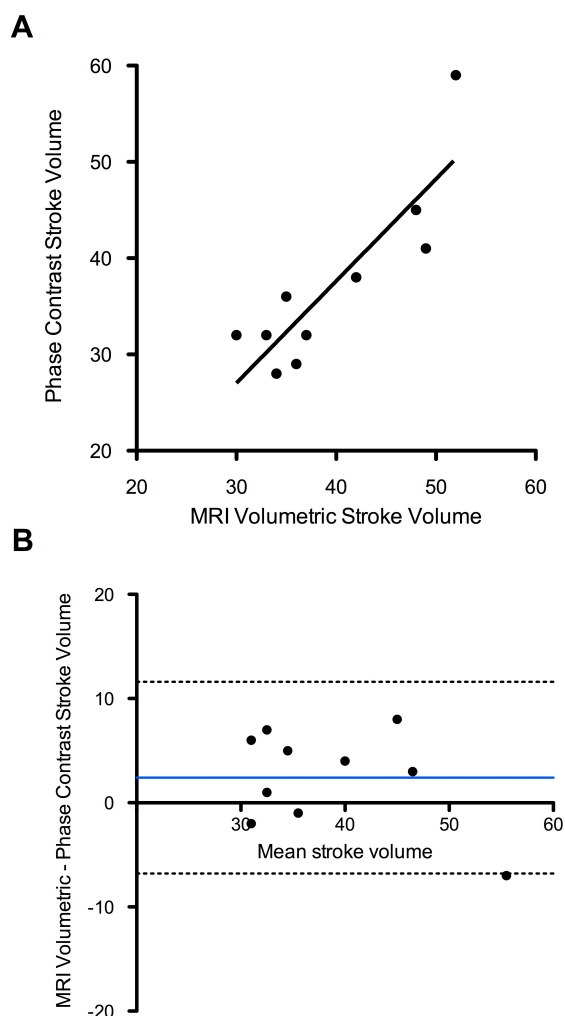 A
Phase Contrast Stroke Volume
60
50
40
30
20
20 30 40 50 60
MRI Volumetric Stroke Volume
B
MRI Volumetric - Phase Contrast Stroke Volume
20
10
0
-10
-20
30 40 50 60
Mean stroke volume